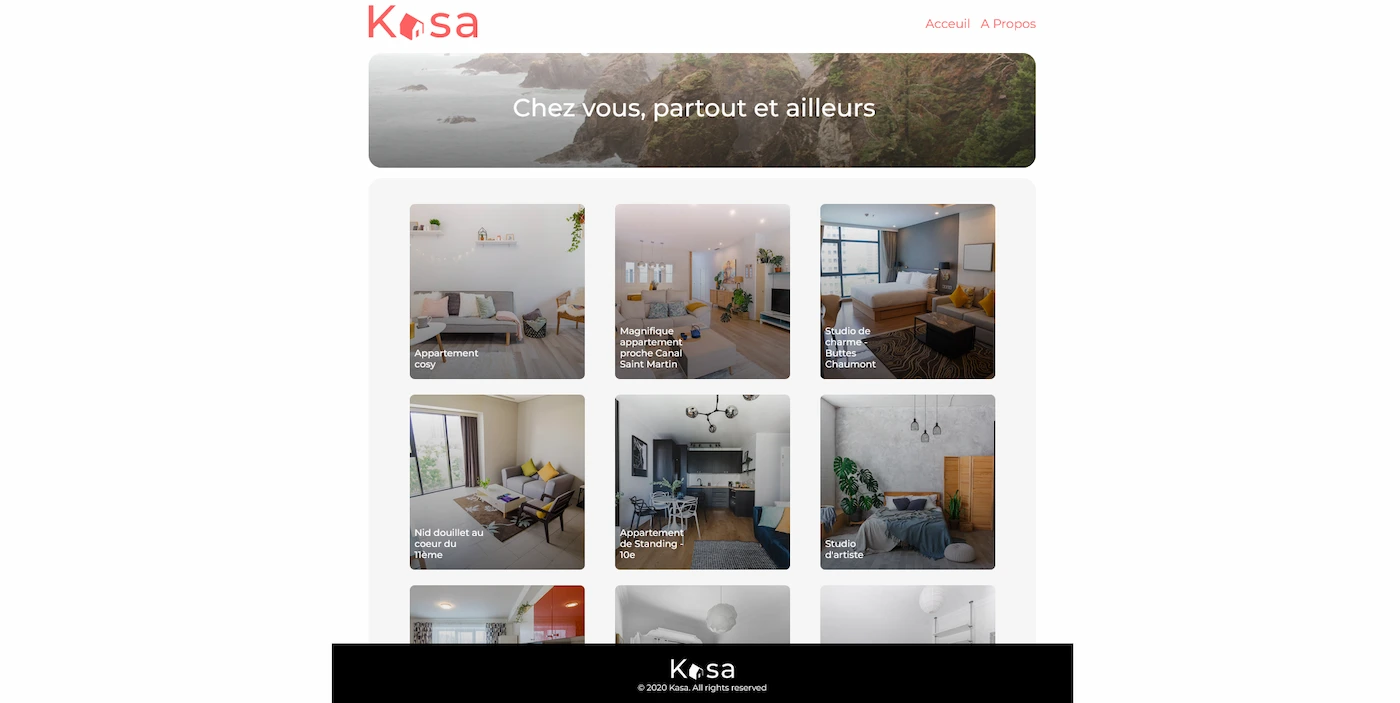 Kasa
Acceuil A Propos
Chez vous, partout et ailleurs
Appartement
cosy
Magnifique
appartement
proche Canal
Saint Martin
Studio de
charme -
Buttes
Chaumont
Nid douillet au
coeur du
11ème
Appartement
de Standing -
10e
Studio
d'artiste
Kasa
© 2020 Kasa. All rights reserved